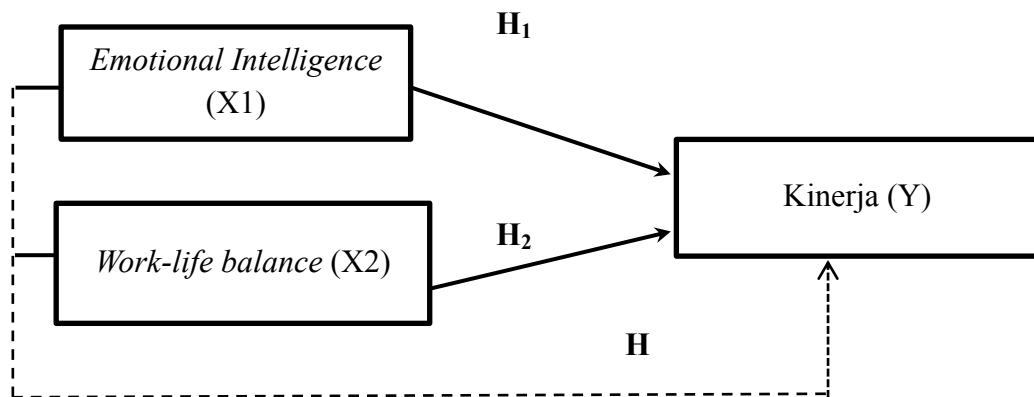 H₁
Emotional Intelligence
(X1)
Kinerja (Y)
H₂
Work-life balance (X2)
H